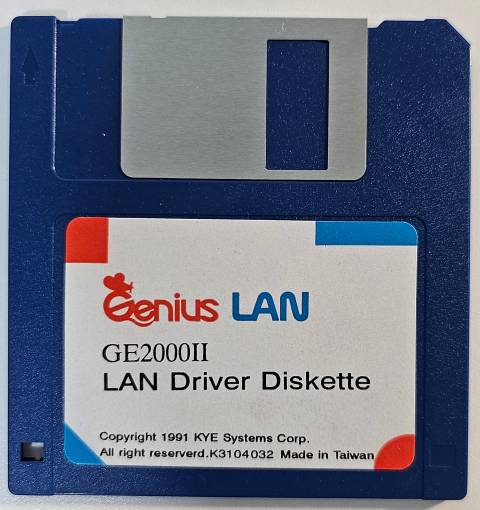 Genius LAN
GE2000II
LAN Driver Diskette
Copyright 1991 KYE Systems Corp.
All right reserverd.K3104032 Made in Taiwan